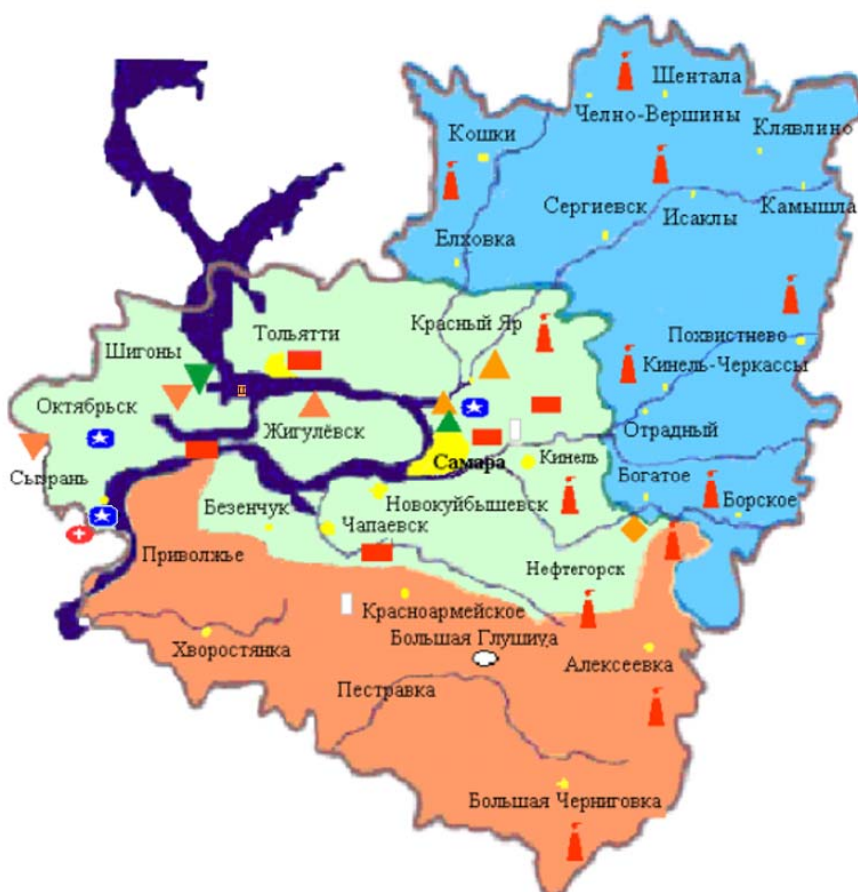 Шентала
Челно-Вершины
Клявлино
Кошки
Сергиевск
Исаклы
Камышла
Елховка
Красный Яр
Тольятти
Похвистнево
Шигоны
Кинель-Черкассы
Октябрьск
Жигулёвск
Отрадный
Сызрань
Самара
Кинель
Богатое
Борское
Безенчук
Новокуйбышевск
Чапаевск
Приволжье
Нефтегорск
Красноармейское
Хворостянка
Большая Глушица
Алексеевка
Пестравка
Большая Черниговка